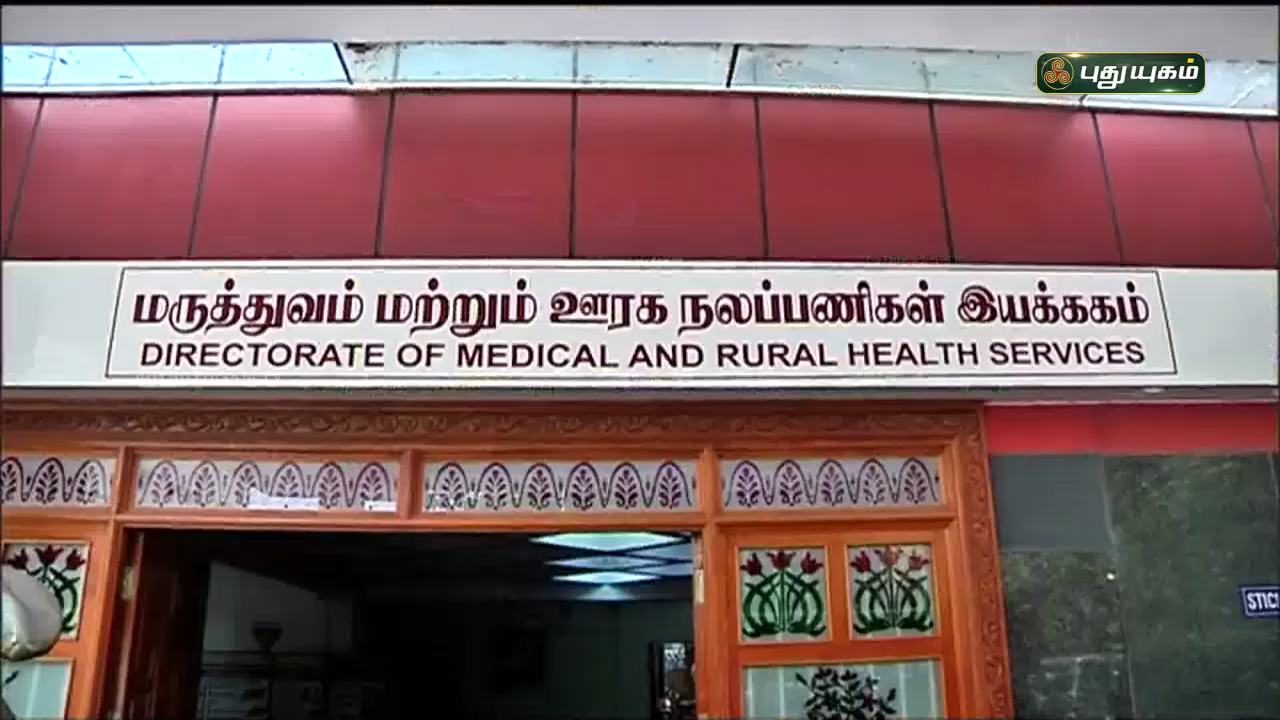 புதுயுகம்
மருத்துவம் மற்றும் ஊரக நலப்பணிகள் இயக்ககம்
DIRECTORATE OF MEDICAL AND RURAL HEALTH SERVICES